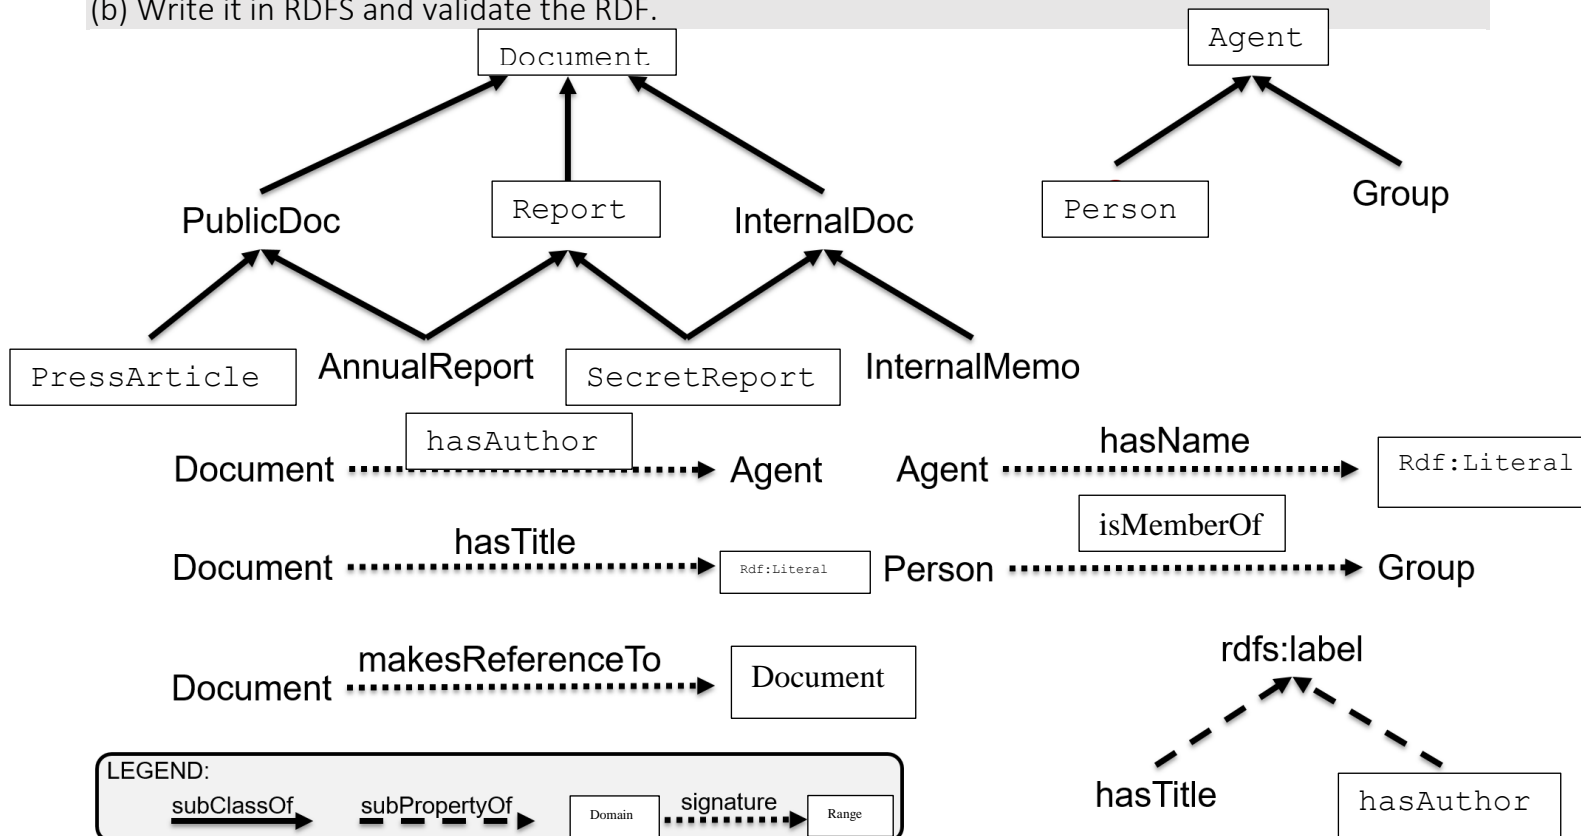 (b) Write it in RDFS and validate the RDF.
Document
Agent
PublicDoc
Report
InternalDoc
Person
Group
PressArticle
AnnualReport
SecretReport
InternalMemo
hasAuthor
Document
Agent
Agent
hasName
Rdf:Literal
hasTitle
Document
Rdf:Literal
isMemberOf
Person
Group
makesReferenceTo
Document
Document
rdfs:label
hasTitle
hasAuthor
LEGEND:
subClassOf
subPropertyOf
Domain
signature
Range